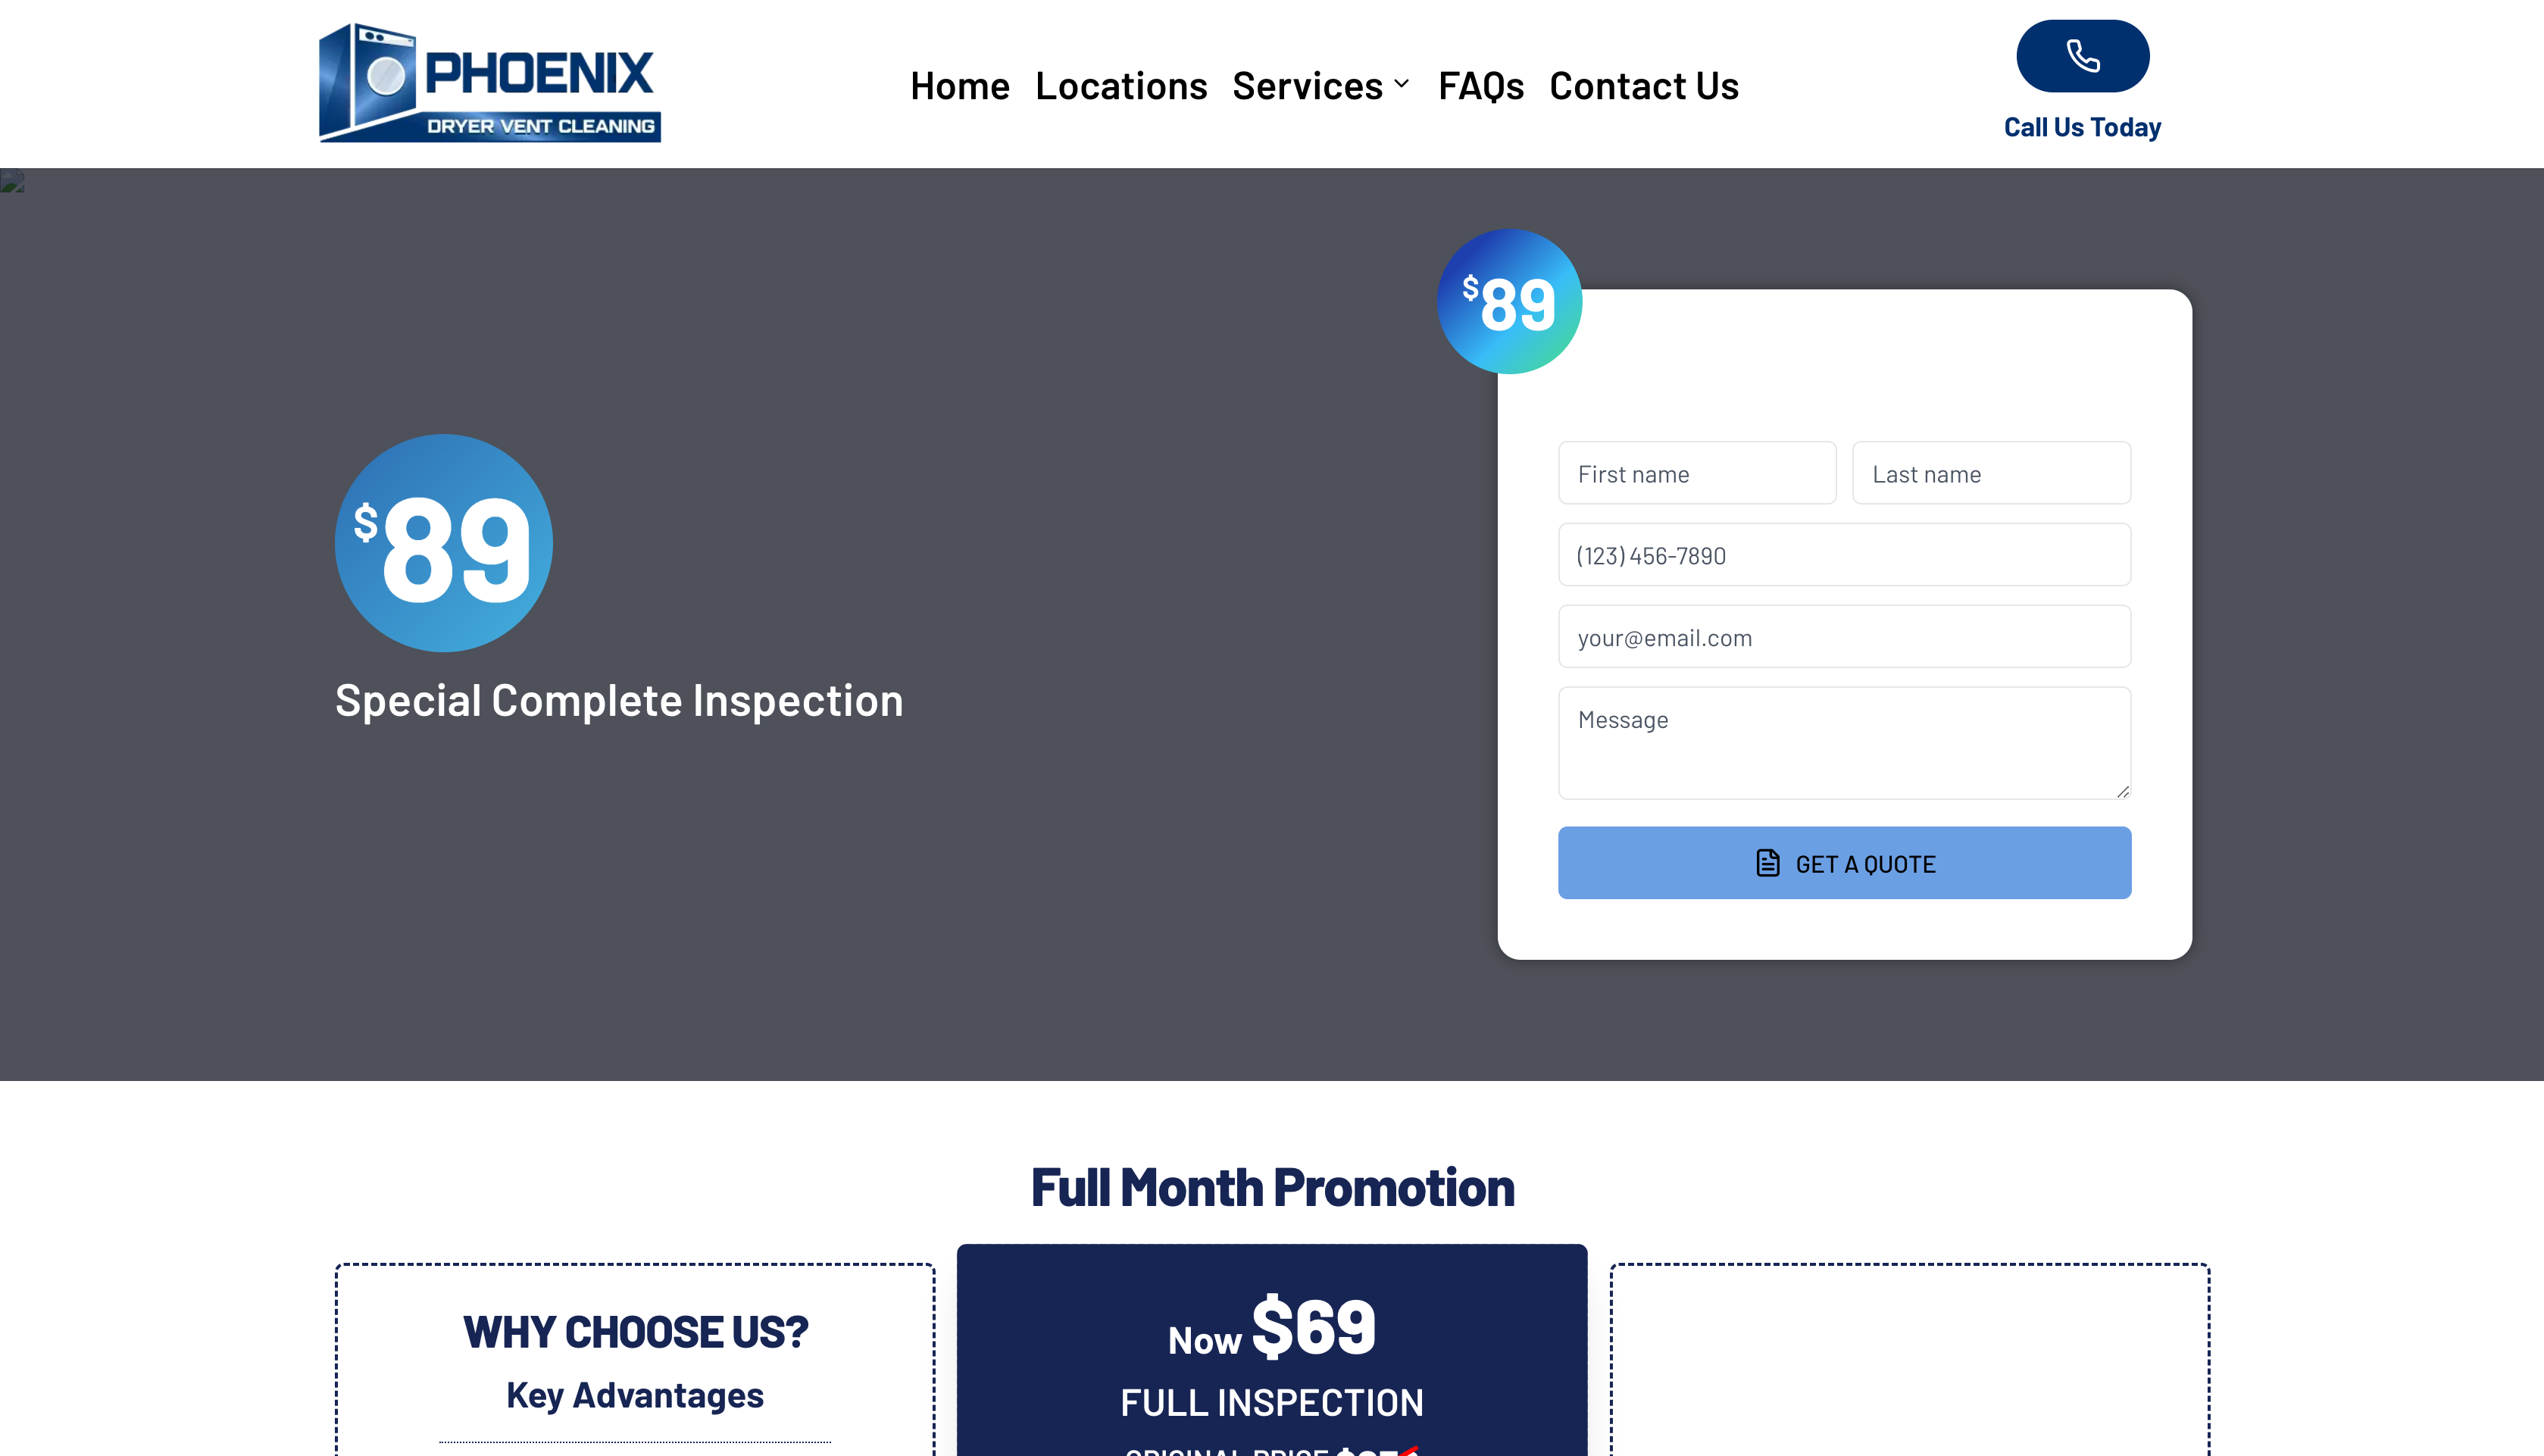 PHOENIX
DRYER VENT CLEANING
Home Locations Services FAQs Contact Us
Call Us Today
$89
$89
Special Complete Inspection
First name
Last name
(123) 456-7890
your@email.com
Message
GET A QUOTE
Full Month Promotion
WHY CHOOSE US?
Key Advantages
Now $69
FULL INSPECTION
ORIGINAL PRICE